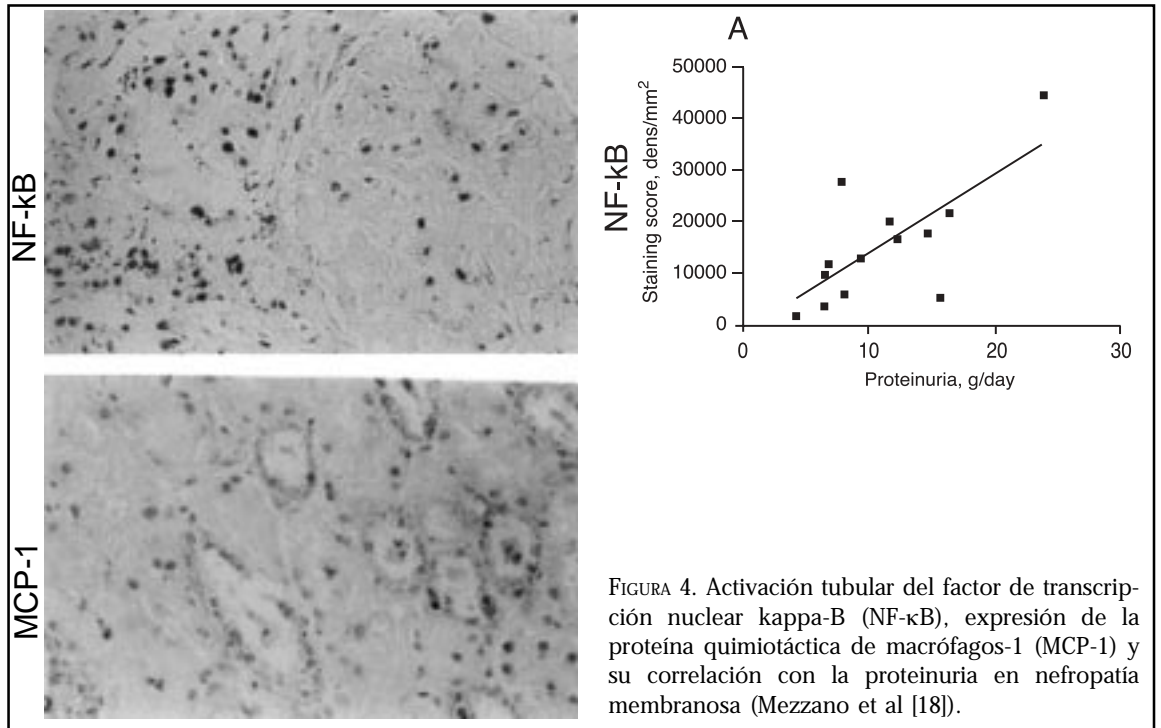 NF-kB
MCP-1
A
NF-kB
Staining score, dens/mm²
50000
40000
30000
20000
10000
0
0 10 20 30
Proteinuria, g/day
FIGURA 4. Activación tubular del factor de transcrip-
ción nuclear kappa-B (NF-κB), expresión de la
proteína quimiotáctica de macrófagos-1 (MCP-1) y
su correlación con la proteinuria en nefropatía
membranosa (Mezzano et al [18]).